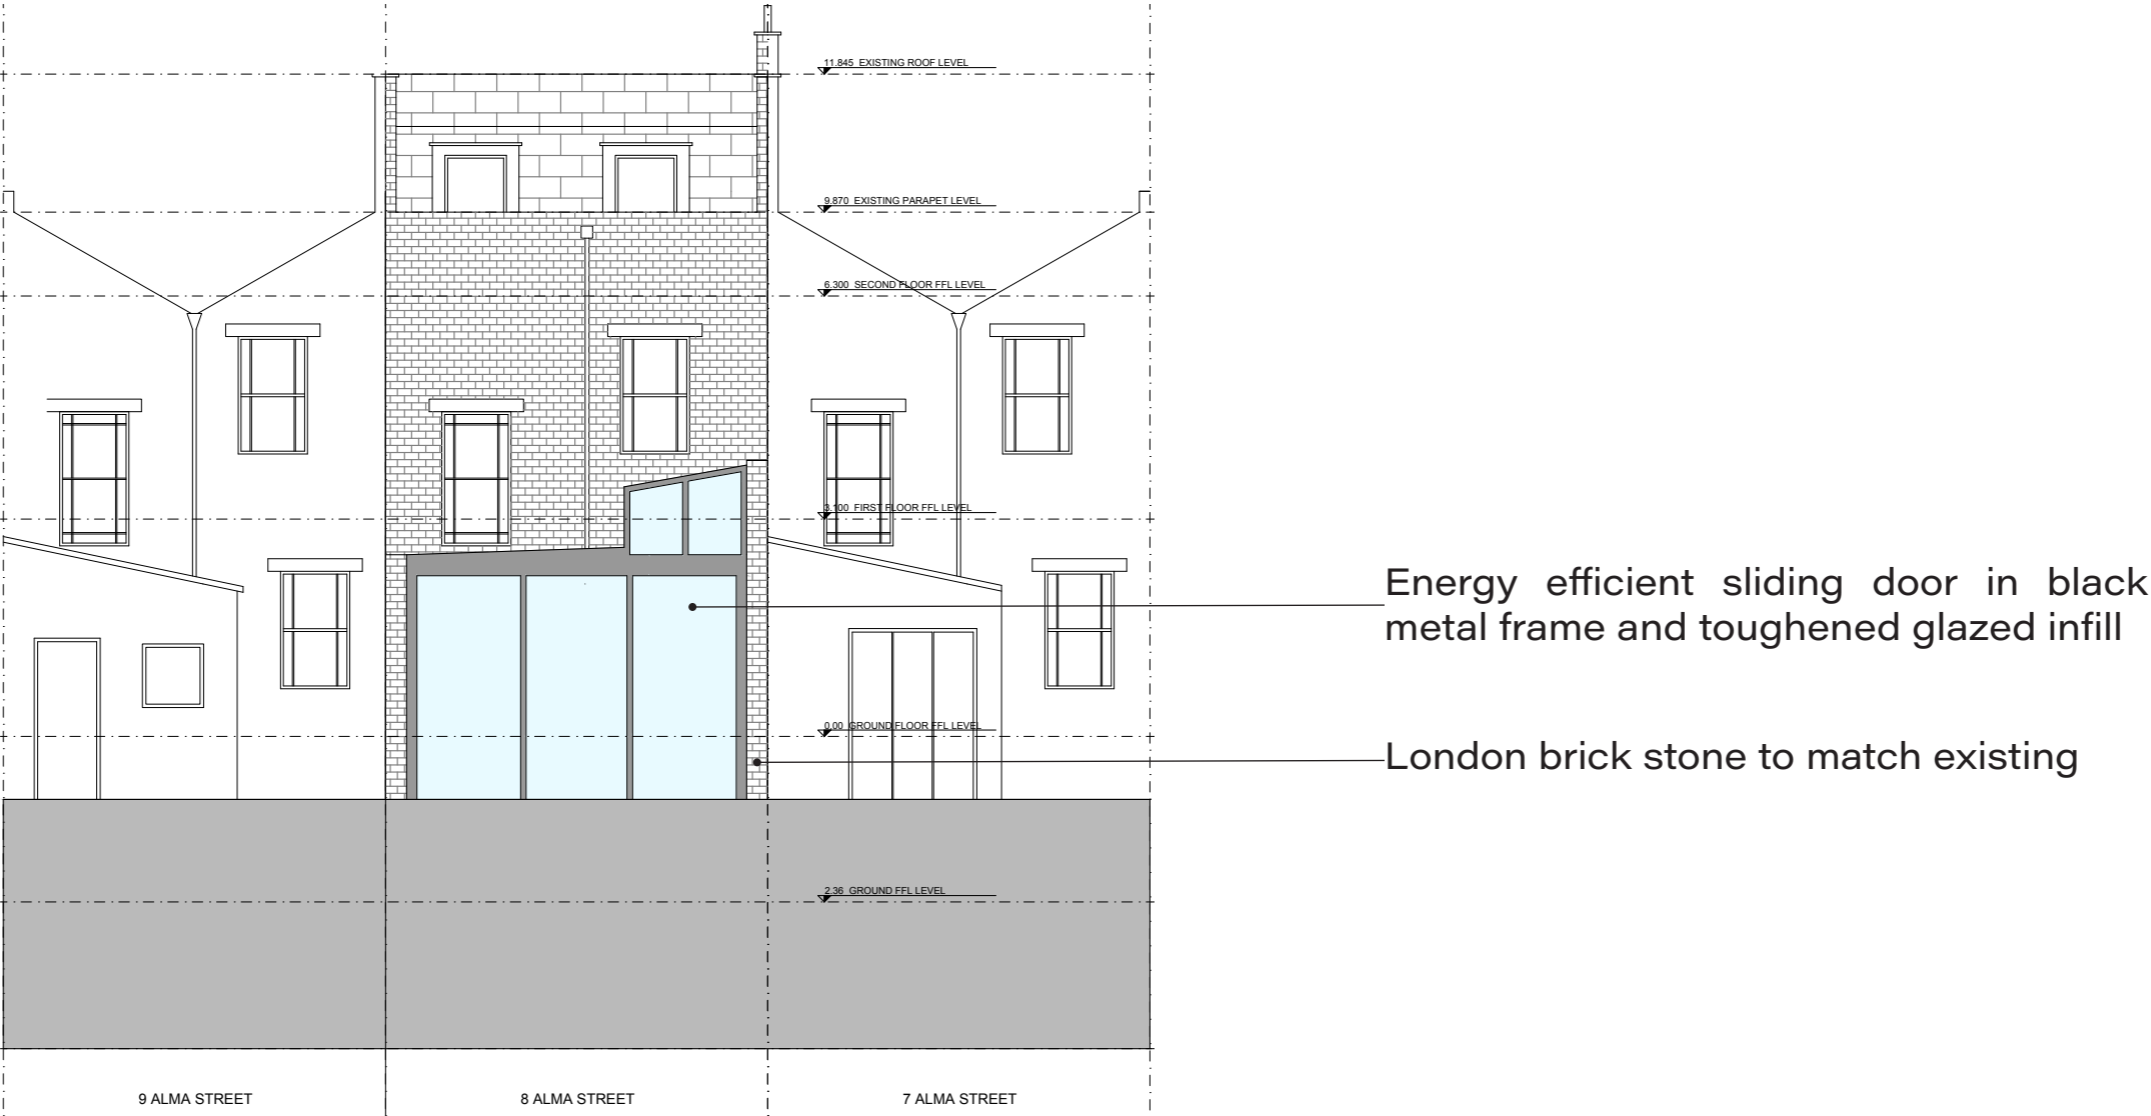 11.845 EXISTING ROOF LEVEL
9.870 EXISTING PARAPET LEVEL
6.300 SECOND FLOOR FFL LEVEL
3.100 FIRST FLOOR FFL LEVEL
Energy efficient sliding door in black
metal frame and toughened glazed infill
0.00 GROUND FLOOR FFL LEVEL
London brick stone to match existing
2.36 GROUND FFL LEVEL
9 ALMA STREET
8 ALMA STREET
7 ALMA STREET